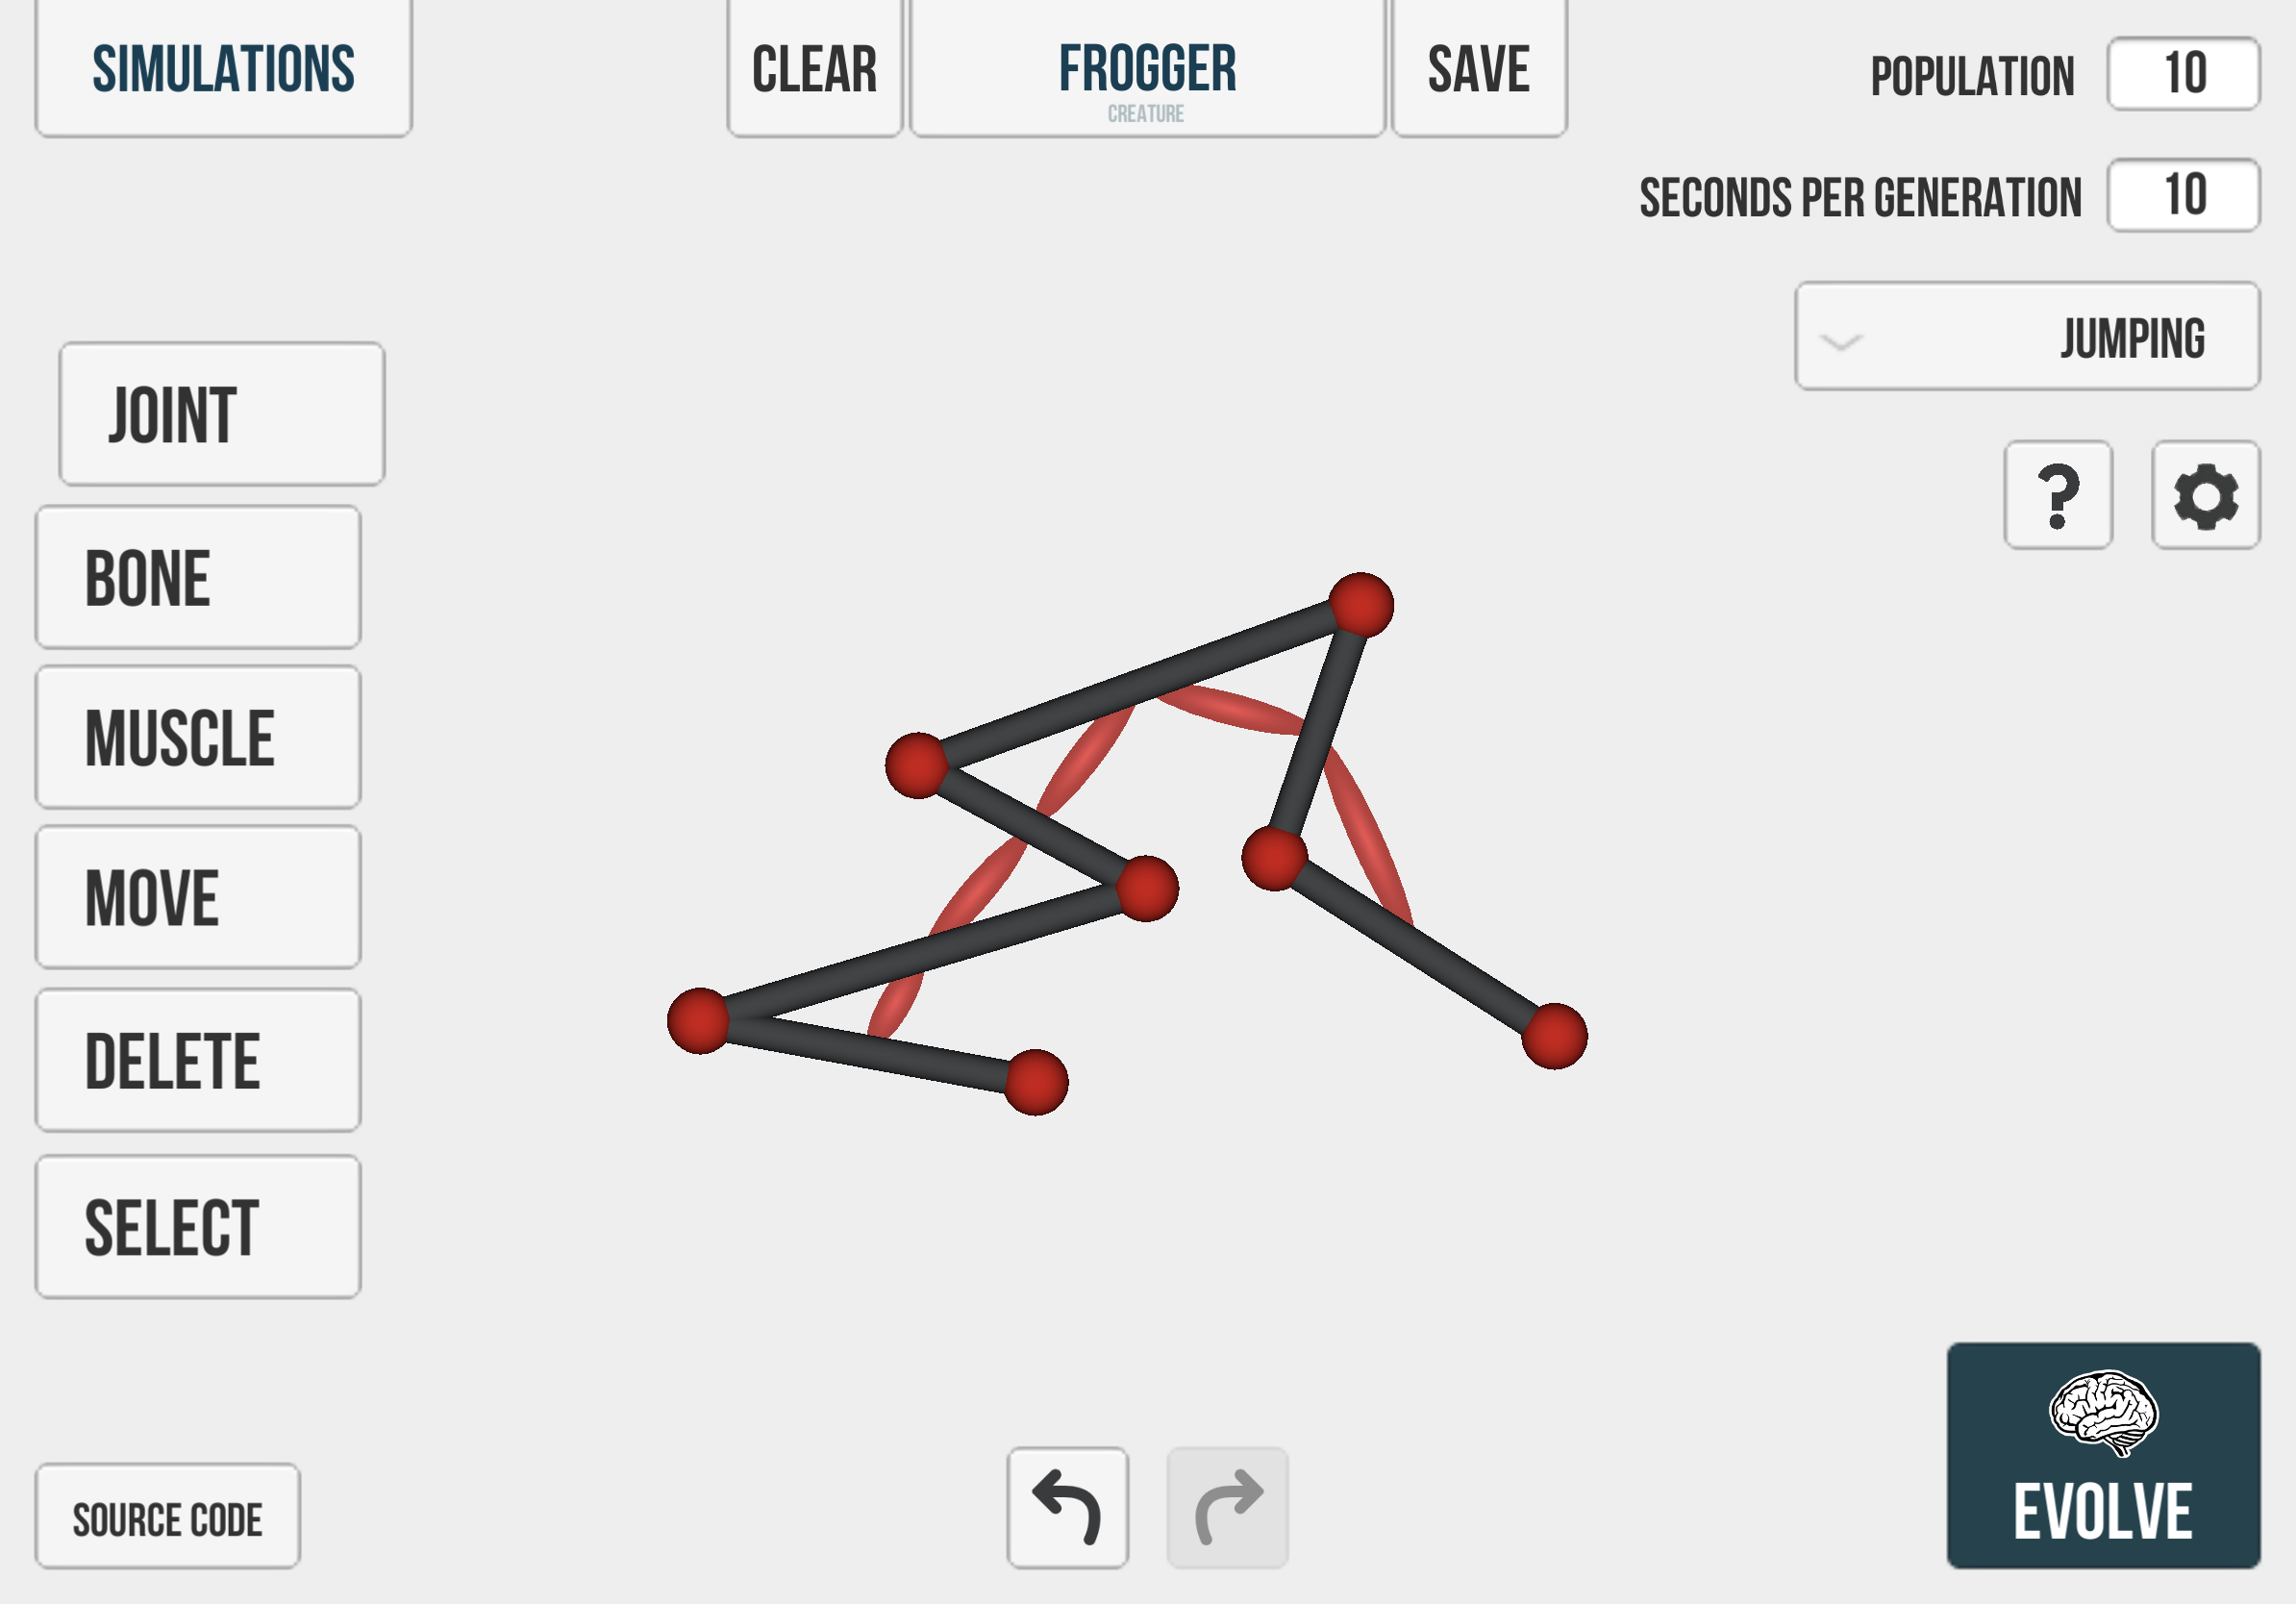 SIMULATIONS
CLEAR
FROGGER
CREATURE
SAVE
POPULATION 10
SECONDS PER GENERATION 10
JUMPING
?
JOINT
BONE
MUSCLE
MOVE
DELETE
SELECT
SOURCE CODE
EVOLVE